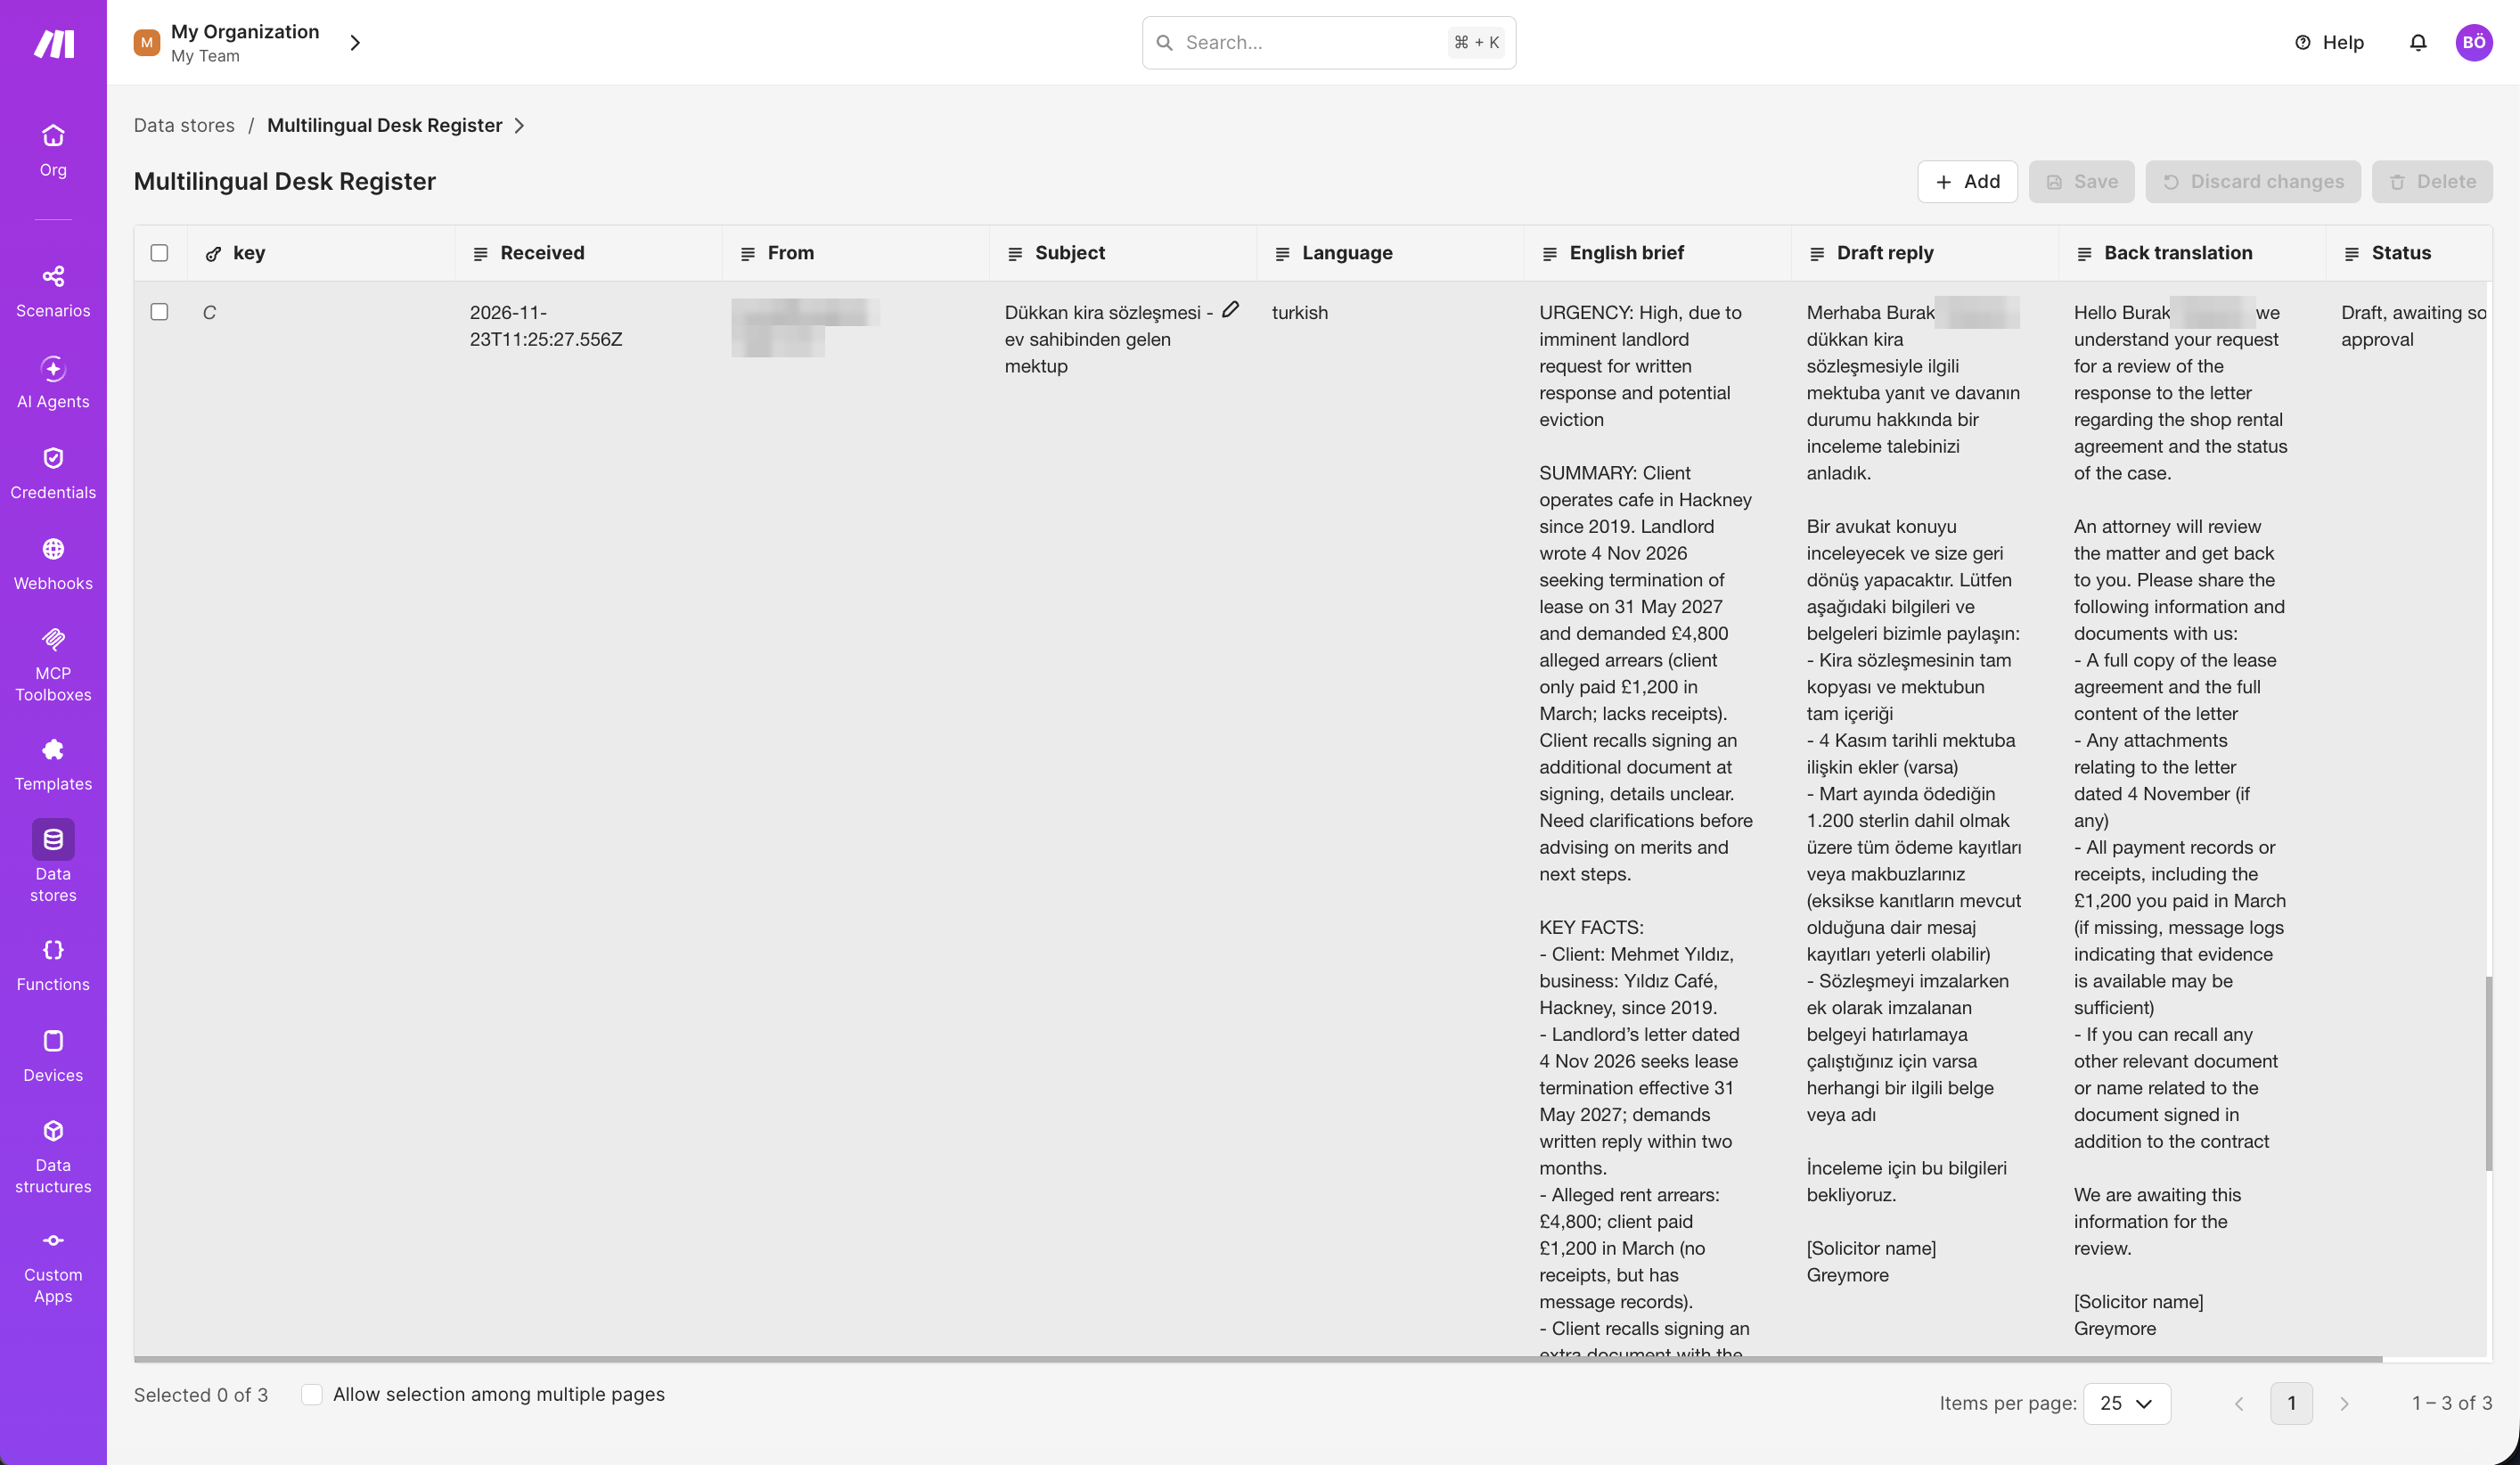 M
My Organization
My Team
Search...
⌘ + K
Help
BÖ
Org
Scenarios
AI Agents
Credentials
Webhooks
MCP
Toolboxes
Templates
Data
stores
Functions
Devices
Data
structures
Custom
Apps
Data stores / Multilingual Desk Register
Multilingual Desk Register
Add
Save
Discard changes
Delete
key
Received
From
Subject
Language
English brief
Draft reply
Back translation
Status
C
2026-11-
23T11:25:27.556Z
Dükkan kira sözleşmesi -
ev sahibinden gelen
mektup
turkish
URGENCY: High, due to
imminent landlord
request for written
response and potential
eviction
SUMMARY: Client
operates cafe in Hackney
since 2019. Landlord
wrote 4 Nov 2026
seeking termination of
lease on 31 May 2027
and demanded £4,800
alleged arrears (client
only paid £1,200 in
March; lacks receipts).
Client recalls signing an
additional document at
signing, details unclear.
Need clarifications before
advising on merits and
next steps.
KEY FACTS:
- Client: Mehmet Yıldız,
business: Yıldız Café,
Hackney, since 2019.
- Landlord’s letter dated
4 Nov 2026 seeks lease
termination effective 31
May 2027; demands
written reply within two
months.
- Alleged rent arrears:
£4,800; client paid
£1,200 in March (no
receipts, but has
message records).
- Client recalls signing an
extra document with the
Merhaba Burak
dükkan kira
sözleşmesiyle ilgili
mektuba yanıt ve davanın
durumu hakkında bir
inceleme talebinizi
anladık.
Bir avukat konuyu
inceleyecek ve size geri
dönüş yapacaktır. Lütfen
aşağıdaki bilgileri ve
belgeleri bizimle paylaşın:
- Kira sözleşmesinin tam
kopyası ve mektubun
tam içeriği
- 4 Kasım tarihli mektuba
ilişkin ekler (varsa)
- Mart ayında ödediğin
1.200 sterlin dahil olmak
üzere tüm ödeme kayıtları
veya makbuzlarınız
(eksikse kanıtların mevcut
olduğuna dair mesaj
kayıtları yeterli olabilir)
- Sözleşmeyi imzalarken
ek olarak imzalanan
belgeyi hatırlamaya
çalıştığınız için varsa
herhangi bir ilgili belge
veya adı
İnceleme için bu bilgileri
bekliyoruz.
[Solicitor name]
Greymore
Hello Burak we
understand your request
for a review of the
response to the letter
regarding the shop rental
agreement and the status
of the case.
An attorney will review
the matter and get back
to you. Please share the
following information and
documents with us:
- A full copy of the lease
agreement and the full
content of the letter
- Any attachments
relating to the letter
dated 4 November (if
any)
- All payment records or
receipts, including the
£1,200 you paid in March
(if missing, message logs
indicating that evidence
is available may be
sufficient)
- If you can recall any
other relevant document
or name related to the
document signed in
addition to the contract
We are awaiting this
information for the
review.
[Solicitor name]
Greymore
Draft, awaiting so
approval
Selected 0 of 3
Allow selection among multiple pages
Items per page:
25
1
1 – 3 of 3